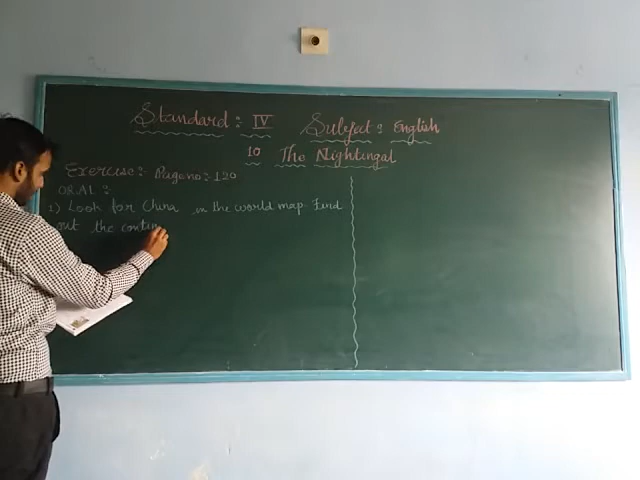 Standard:- IV Subject: English
10 The Nightingal
Exercise:- Pageno:-120
ORAL:
1) Look for China in the world map. Find
out the contin